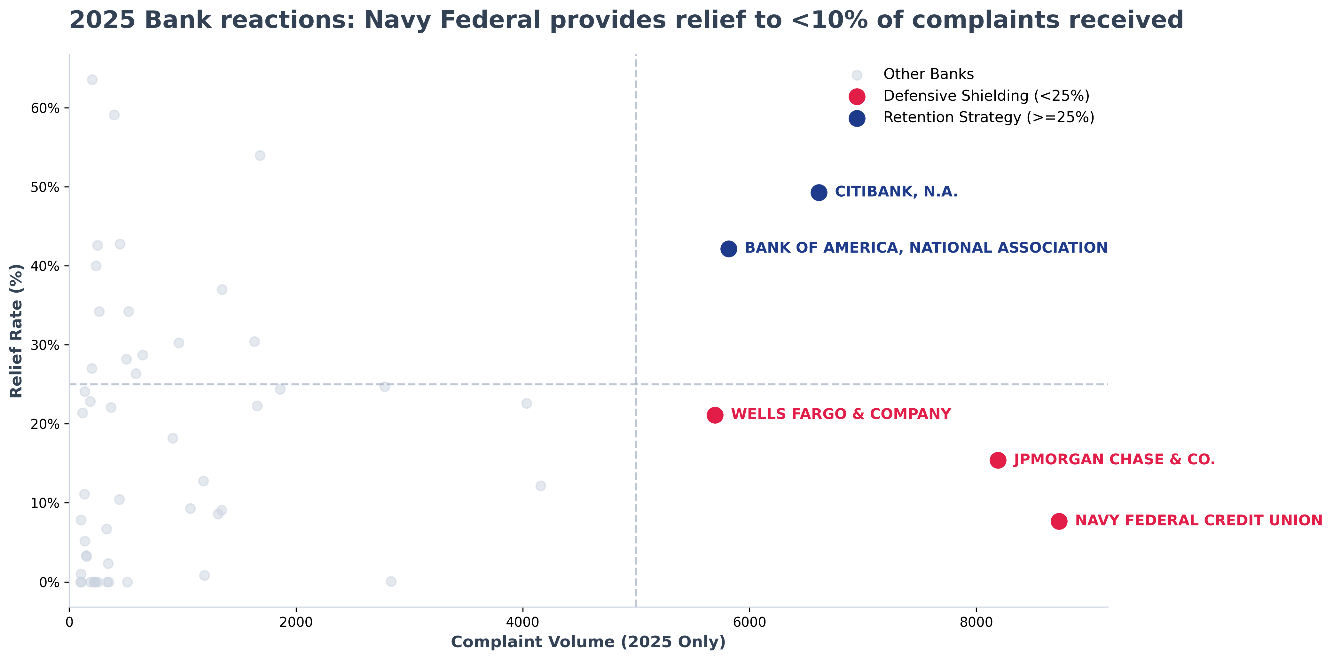 2025 Bank reactions: Navy Federal provides relief to <10% of complaints received
Other Banks
Defensive Shielding (<25%)
Retention Strategy (>=25%)
60%
50%
40%
30%
20%
10%
0%
Relief Rate (%)
CITIBANK, N.A.
BANK OF AMERICA, NATIONAL ASSOCIATION
WELLS FARGO & COMPANY
JPMORGAN CHASE & CO.
NAVY FEDERAL CREDIT UNION
0
2000
4000
6000
8000
Complaint Volume (2025 Only)